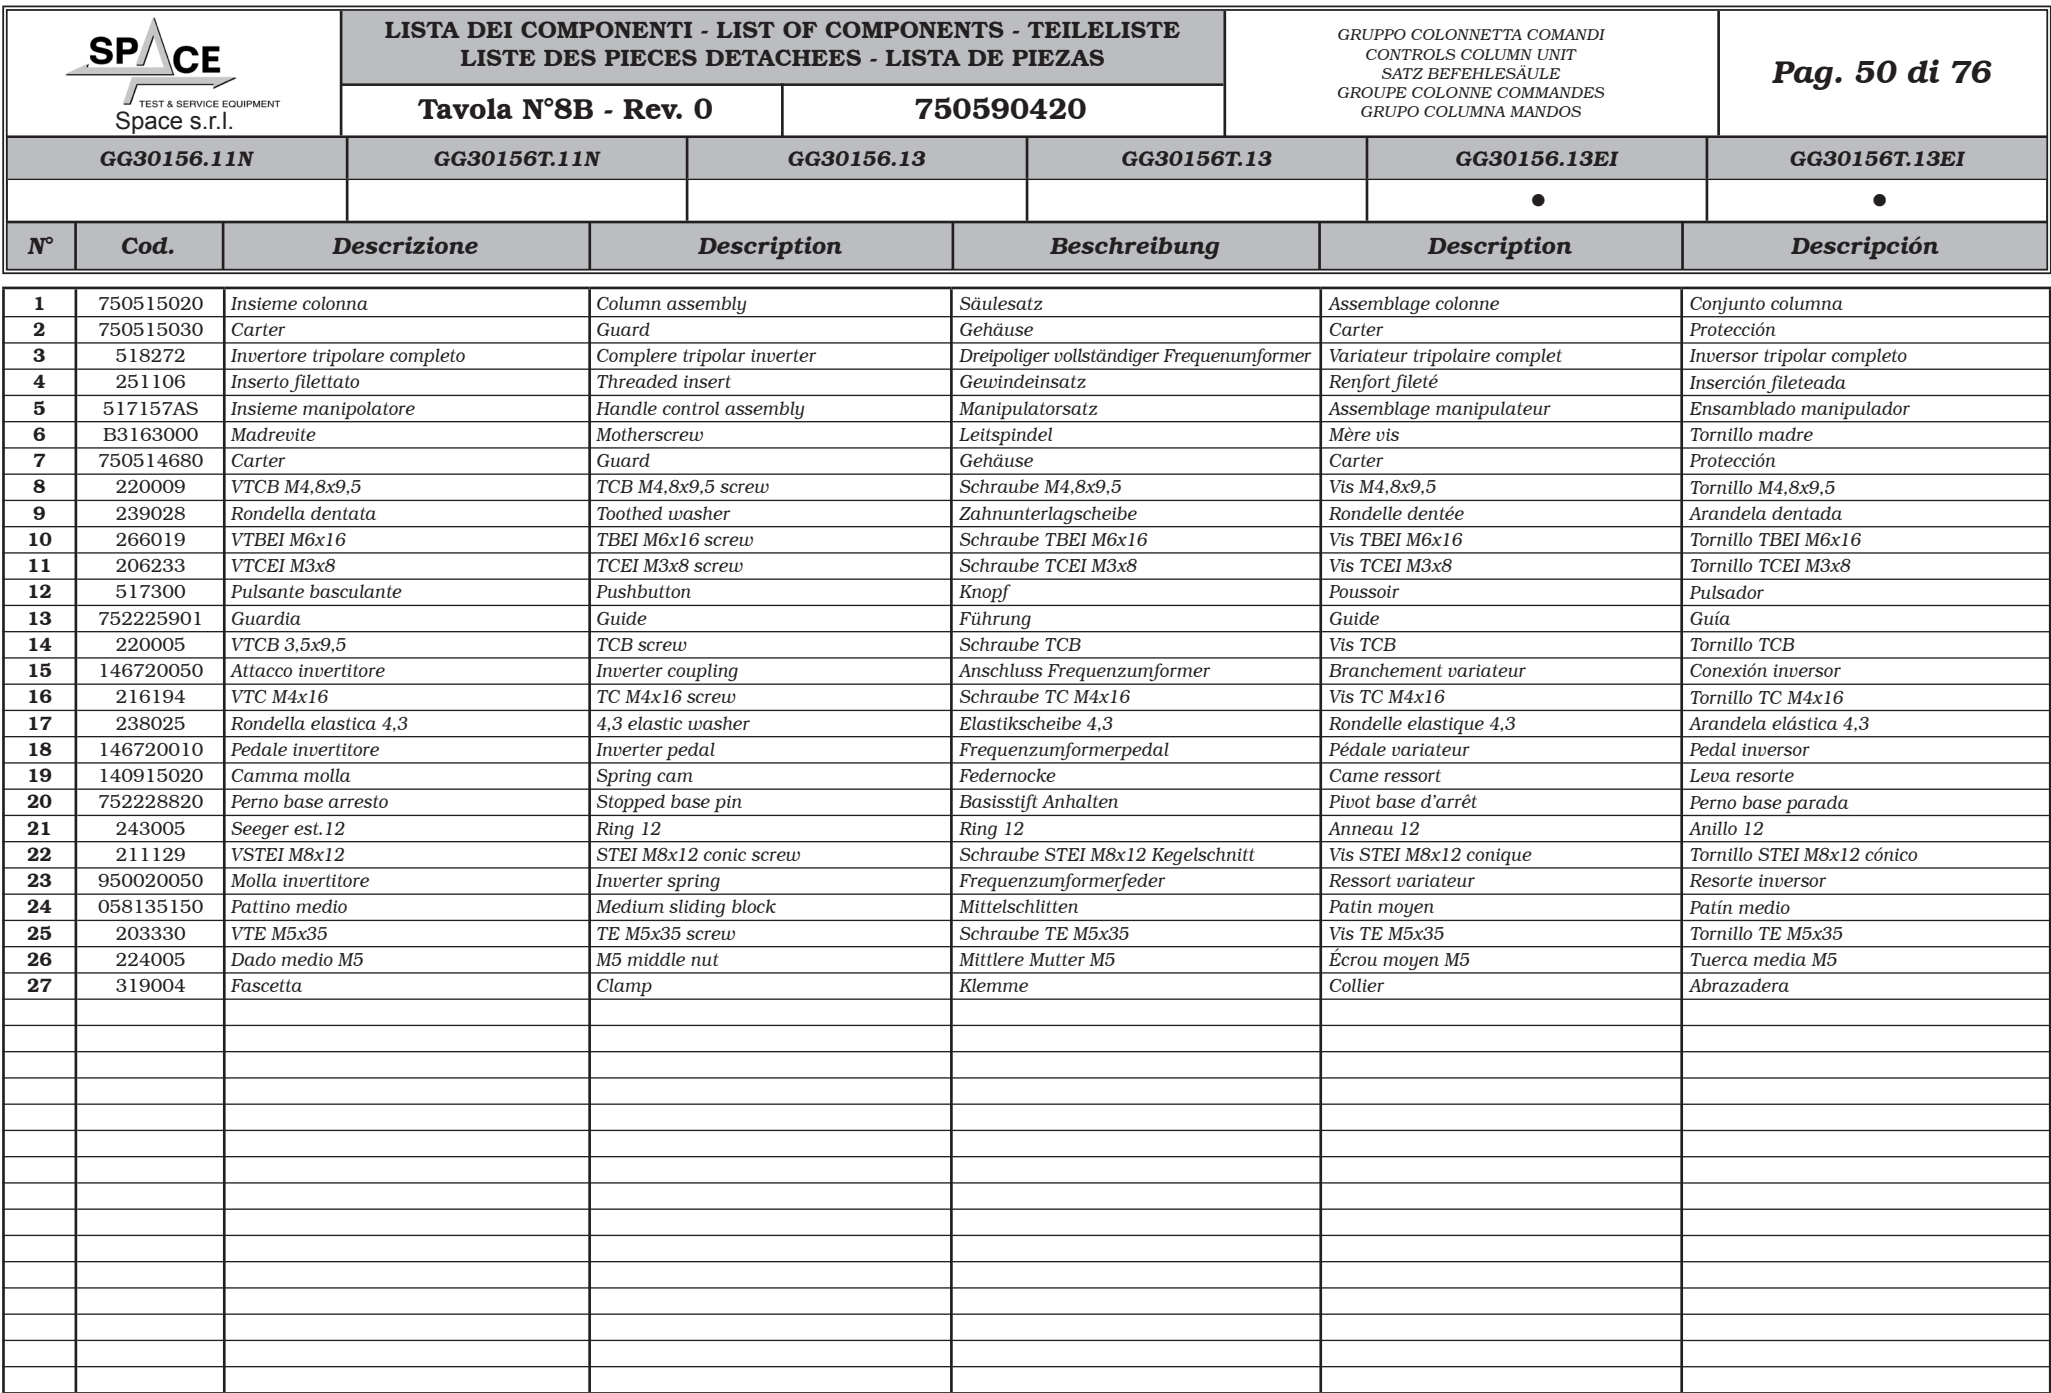 SPACE
TEST & SERVICE EQUIPMENT
Space s.r.l.
LISTA DEI COMPONENTI - LIST OF COMPONENTS - TEILELISTE
LISTE DES PIECES DETACHEES - LISTA DE PIEZAS
Tavola N°8B - Rev. 0 750590420
GRUPPO COLONNETTA COMANDI
CONTROLS COLUMN UNIT
SATZ BEFEHLESÄULE
GROUPE COLONNE COMMANDES
GRUPO COLUMNA MANDOS
Pag. 50 di 76
GG30156.11N GG30156T.11N GG30156.13 GG30156T.13 GG30156.13EI GG30156T.13EI
● ●
N° Cod. Descrizione Description Beschreibung Description Descripción
1 750515020 Insieme colonna Column assembly Säulesatz Assemblage colonne Conjunto columna
2 750515030 Carter Guard Gehäuse Carter Protección
3 518272 Invertore tripolare completo Complere tripolar inverter Dreipoliger vollständiger Frequenumformer Variateur tripolaire complet Inversor tripolar completo
4 251106 Inserto filettato Threaded insert Gewindeinsatz Renfort fileté Inserción fileteada
5 517157AS Insieme manipolatore Handle control assembly Manipulatorsatz Assemblage manipulateur Ensamblado manipulador
6 B3163000 Madrevite Motherscrew Leitspindel Mère vis Tornillo madre
7 750514680 Carter Guard Gehäuse Carter Protección
8 220009 VTCB M4,8x9,5 TCB M4,8x9,5 screw Schraube M4,8x9,5 Vis M4,8x9,5 Tornillo M4,8x9,5
9 239028 Rondella dentata Toothed washer Zahnunterlagscheibe Rondelle dentée Arandela dentada
10 266019 VTBEI M6x16 TBEI M6x16 screw Schraube TBEI M6x16 Vis TBEI M6x16 Tornillo TBEI M6x16
11 206233 VTCEI M3x8 TCEI M3x8 screw Schraube TCEI M3x8 Vis TCEI M3x8 Tornillo TCEI M3x8
12 517300 Pulsante basculante Pushbutton Knopf Poussoir Pulsador
13 752225901 Guardia Guide Führung Guide Guía
14 220005 VTCB 3,5x9,5 TCB screw Schraube TCB Vis TCB Tornillo TCB
15 146720050 Attacco invertitore Inverter coupling Anschluss Frequenzumformer Branchement variateur Conexión inversor
16 216194 VTC M4x16 TC M4x16 screw Schraube TC M4x16 Vis TC M4x16 Tornillo TC M4x16
17 238025 Rondella elastica 4,3 4,3 elastic washer Elastikscheibe 4,3 Rondelle elastique 4,3 Arandela elástica 4,3
18 146720010 Pedale invertitore Inverter pedal Frequenzumformerpedal Pédale variateur Pedal inversor
19 140915020 Camma molla Spring cam Federnocke Came ressort Leva resorte
20 752228820 Perno base arresto Stopped base pin Basisstift Anhalten Pivot base d'arrêt Perno base parada
21 243005 Seeger est.12 Ring 12 Ring 12 Anneau 12 Anillo 12
22 211129 VSTEI M8x12 STEI M8x12 conic screw Schraube STEI M8x12 Kegelschnitt Vis STEI M8x12 conique Tornillo STEI M8x12 cónico
23 950020050 Molla invertitore Inverter spring Frequenzumformerfeder Ressort variateur Resorte inversor
24 058135150 Pattino medio Medium sliding block Mittelschlitten Patin moyen Patín medio
25 203330 VTE M5x35 TE M5x35 screw Schraube TE M5x35 Vis TE M5x35 Tornillo TE M5x35
26 224005 Dado medio M5 M5 middle nut Mittlere Mutter M5 Écrou moyen M5 Tuerca media M5
27 319004 Fascetta Clamp Klemme Collier Abrazadera